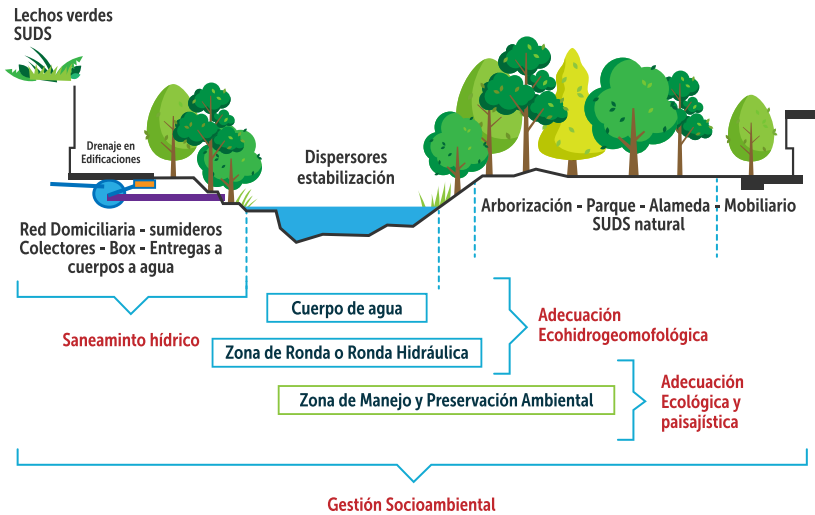 Lechos verdes
SUDS
Drenaje en
Edificaciones
Dispersores
estabilización
Arborización - Parque - Alameda - Mobiliario
SUDS natural
Red Domiciliaria - sumideros
Colectores - Box - Entregas a
cuerpos a agua
Saneaminto hídrico
Cuerpo de agua
Zona de Ronda o Ronda Hidráulica
Adecuación
Ecohidrogeomofológica
Zona de Manejo y Preservación Ambiental
Adecuación
Ecológica y
paisajística
Gestión Socioambiental